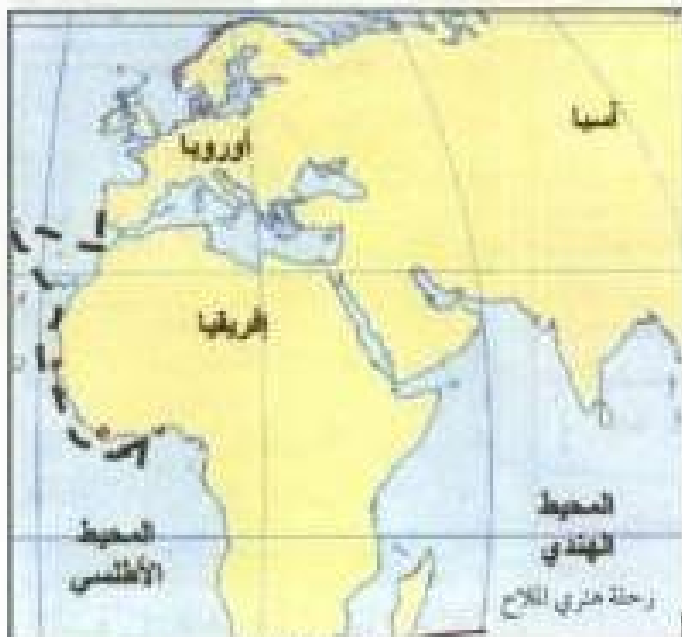 آسيا
أوروبا
إفريقيا
المحيط
الهندي
المحيط
الأطلسي
رحلة هنري الملاح